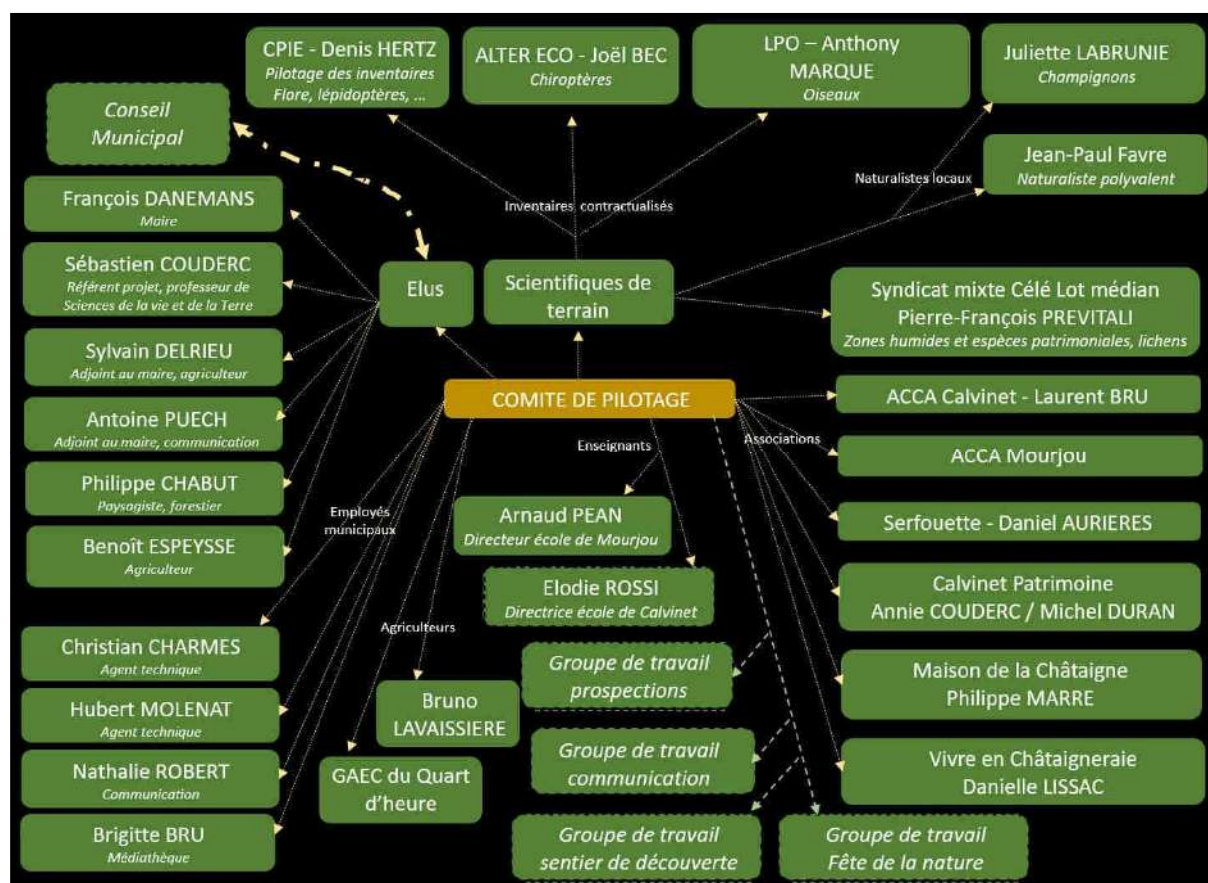 CPIE - Denis HERTZ
Pilotage des inventaires
Flore, lépidoptères, ...
ALTER ECO - Joël BEC
Chiroptères
LPO – Anthony
MARQUE
Oiseaux
Juliette LABRUNIE
Champignons
Conseil
Municipal
Jean-Paul Favre
Naturaliste polyvalent
Naturalistes locaux
Inventaires contractualisés
François DANEMANS
Maire
Sébastien COUDERC
Référent projet, professeur de
Sciences de la vie et de la Terre
Elus
Scientifiques de
terrain
Syndicat mixte Célé Lot médian
Pierre-François PREVITALI
Zones humides et espèces patrimoniales, lichens
Sylvain DELRIEU
Adjoint au maire, agriculteur
COMITE DE PILOTAGE
ACCA Calvinet - Laurent BRU
Antoine PUECH
Adjoint au maire, communication
Enseignants
Associations
ACCA Mourjou
Philippe CHABUT
Paysagiste, forestier
Employés
municipaux
Arnaud PEAN
Directeur école de Mourjou
Serfouette - Daniel AURIERES
Benoît ESPEYSSE
Agriculteur
Elodie ROSSI
Directrice école de Calvinet
Calvinet Patrimoine
Annie COUDERC / Michel DURAN
Agriculteurs
Christian CHARMES
Agent technique
Groupe de travail
prospections
Maison de la Châtaigne
Philippe MARRE
Hubert MOLENAT
Agent technique
Bruno
LAVAISSIERE
Groupe de travail
communication
Vivre en Châtaigneraie
Danielle LISSAC
Nathalie ROBERT
Communication
GAEC du Quart
d'heure
Brigitte BRU
Médiathèque
Groupe de travail
sentier de découverte
Groupe de travail
Fête de la nature